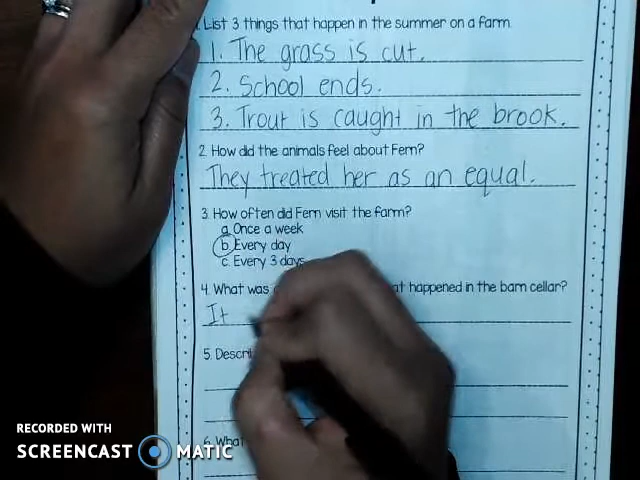 List 3 things that happen in the summer on a farm.
1. The grass is cut.
2. School ends.
3. Trout is caught in the brook.
2. How did the animals feel about Fern?
They treated her as an equal.
3. How often did Fern visit the farm?
a. Once a week
b. Every day
c. Every 3 days
4. What was happened in the barn cellar?
It
5.
6. What
RECORDED WITH
SCREENCAST MATIC